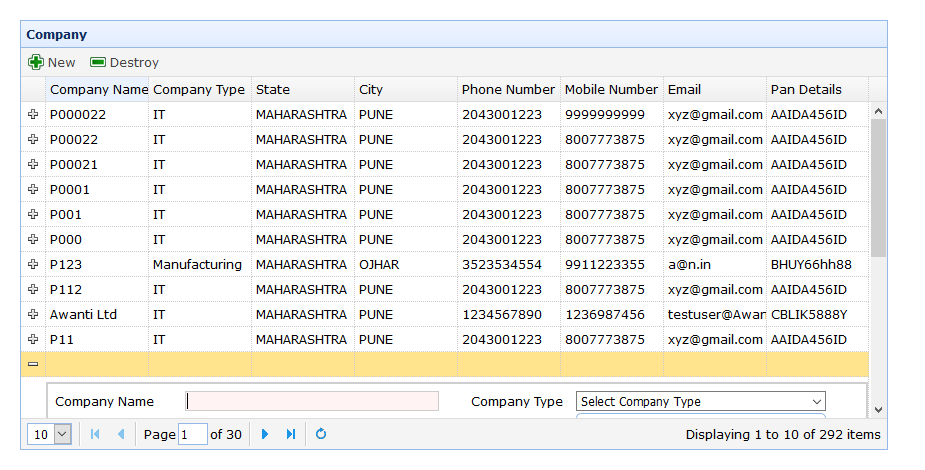 Company
New Destroy
Company Name Company Type State City Phone Number Mobile Number Email Pan Details
P000022 IT MAHARASHTRA PUNE 2043001223 9999999999 xyz@gmail.com AAIDA456ID
P00022 IT MAHARASHTRA PUNE 2043001223 8007773875 xyz@gmail.com AAIDA456ID
P00021 IT MAHARASHTRA PUNE 2043001223 8007773875 xyz@gmail.com AAIDA456ID
P0001 IT MAHARASHTRA PUNE 2043001223 8007773875 xyz@gmail.com AAIDA456ID
P001 IT MAHARASHTRA PUNE 2043001223 8007773875 xyz@gmail.com AAIDA456ID
P000 IT MAHARASHTRA PUNE 2043001223 8007773875 xyz@gmail.com AAIDA456ID
P123 Manufacturing MAHARASHTRA OJHAR 3523534554 9911223355 a@n.in BHUY66hh88
P112 IT MAHARASHTRA PUNE 2043001223 8007773875 xyz@gmail.com AAIDA456ID
Awanti Ltd IT MAHARASHTRA PUNE 1234567890 1236987456 testuser@Awan CBLIK5888Y
P11 IT MAHARASHTRA PUNE 2043001223 8007773875 xyz@gmail.com AAIDA456ID
Company Name Company Type Select Company Type
10 Page 1 of 30 Displaying 1 to 10 of 292 items